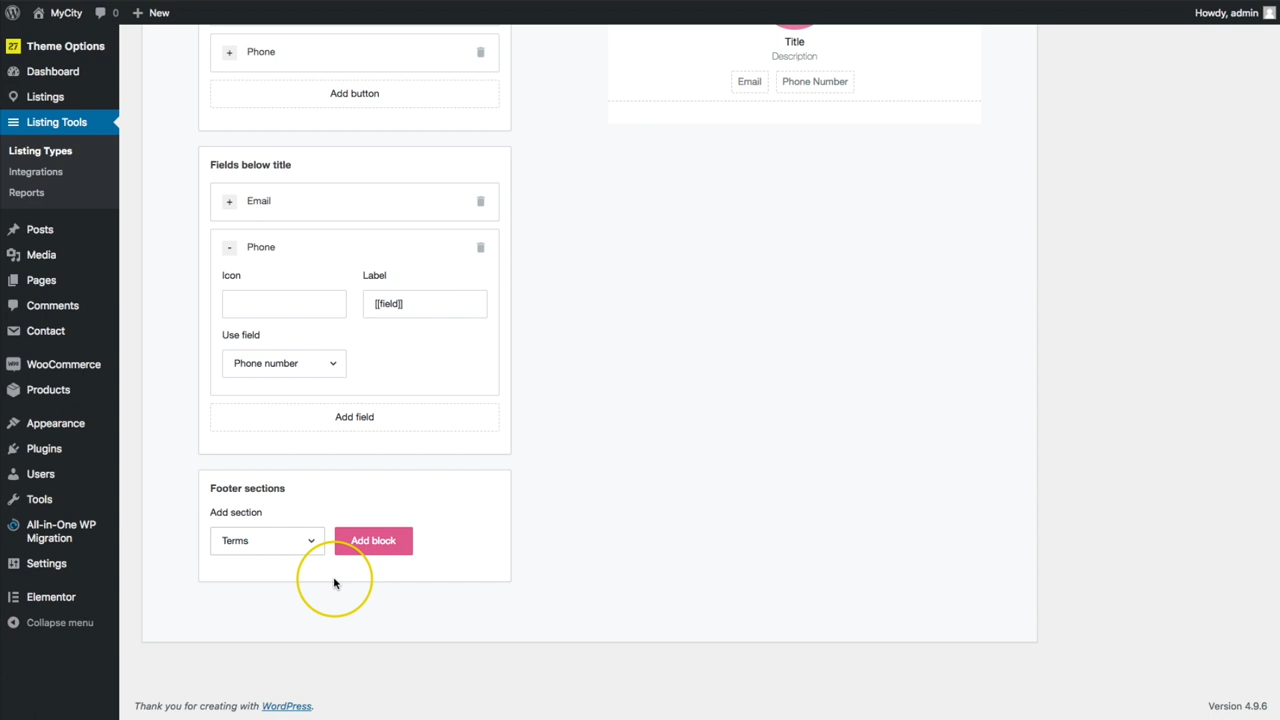 MyCity
0
New
Howdy, admin
27
Theme Options
Dashboard
Listings
Listing Tools
Listing Types
Integrations
Reports
Posts
Media
Pages
Comments
Contact
WooCommerce
Products
Appearance
Plugins
Users
Tools
All-in-One WP
Migration
Settings
Elementor
Collapse menu
+ Phone
Add button
Fields below title
+ Email
- Phone
Icon Label
[[field]]
Use field
Phone number
Add field
Footer sections
Add section
Terms Add block
Title
Description
Email Phone Number
Thank you for creating with WordPress.
Version 4.9.6